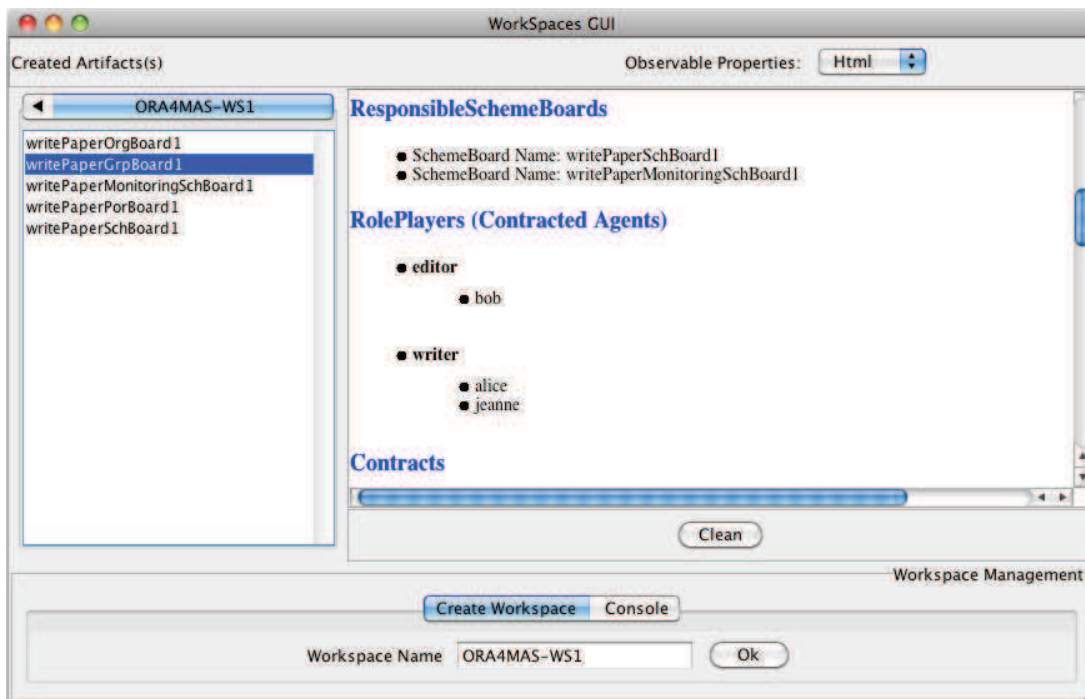 WorkSpaces GUI
Created Artifacts(s)
Observable Properties: Html
ORA4MAS-WS1
writePaperOrgBoard1
writePaperGrpBoard1
writePaperMonitoringSchBoard1
writePaperPorBoard1
writePaperSchBoard1
ResponsibleSchemeBoards
SchemeBoard Name: writePaperSchBoard1
SchemeBoard Name: writePaperMonitoringSchBoard1
RolePlayers (Contracted Agents)
editor
bob
writer
alice
jeanne
Contracts
Clean
Workspace Management
Create Workspace Console
Workspace Name ORA4MAS-WS1 Ok